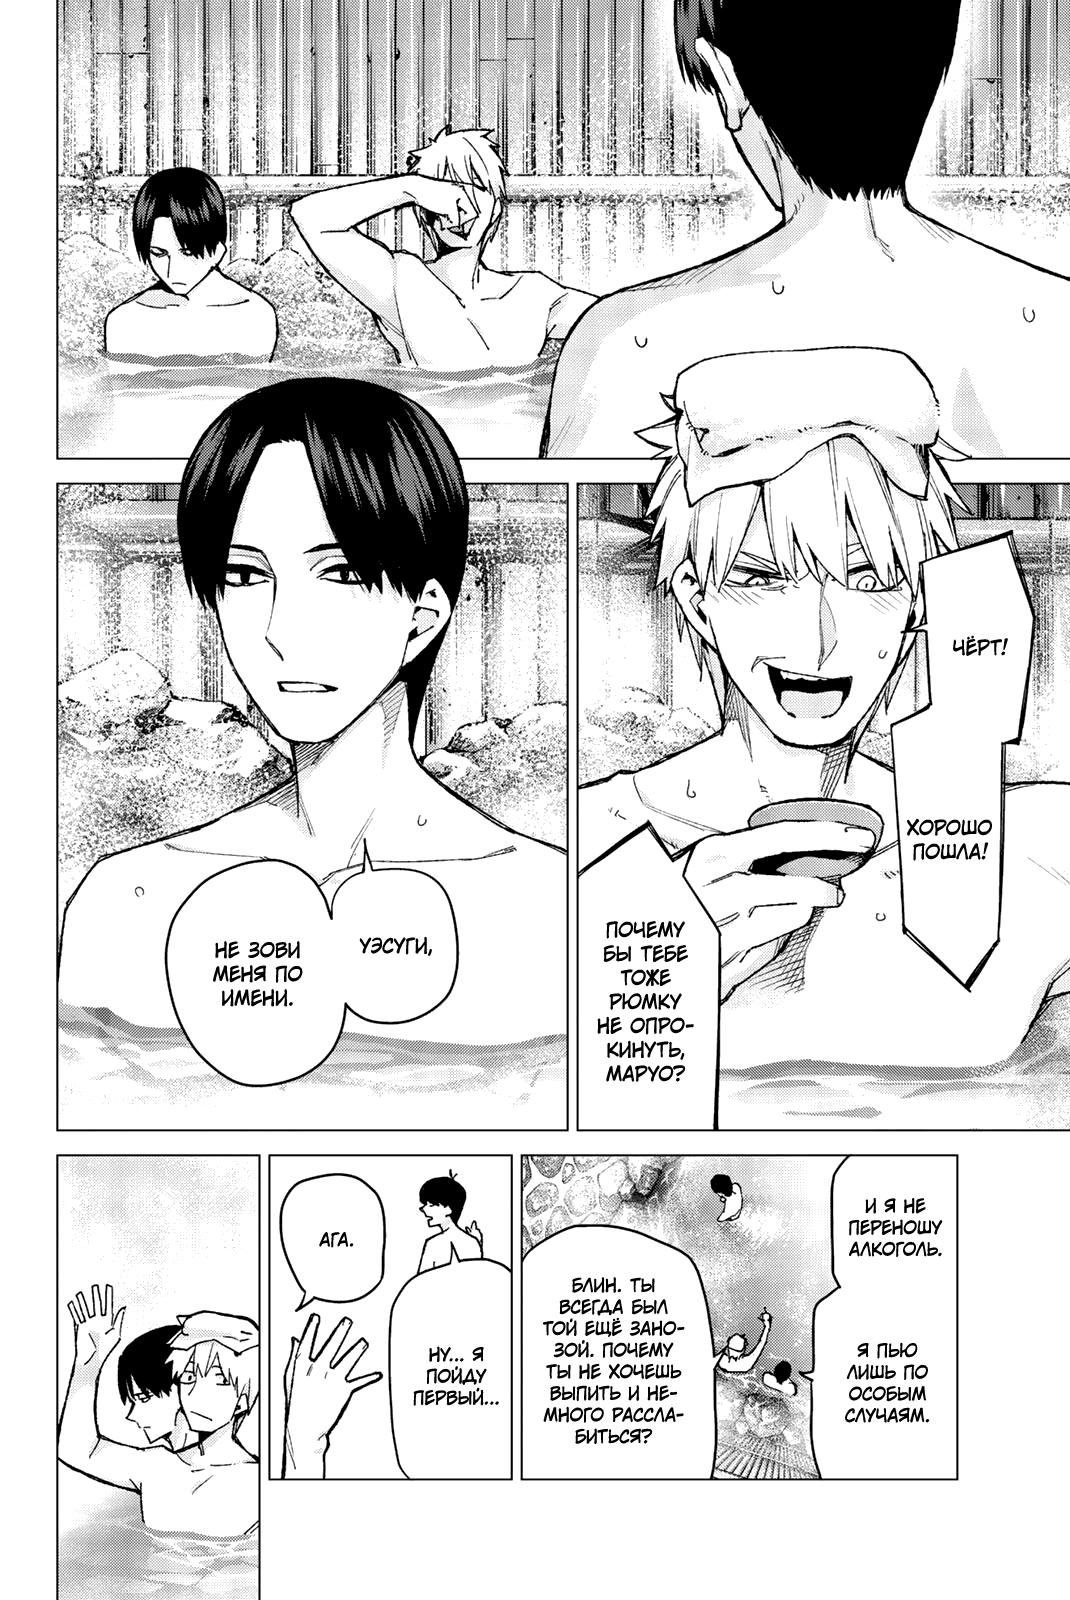 ЧЁРТ!
ХОРОШО
ПОШЛА!
ПОЧЕМУ
БЫ ТЕБЕ
ТОЖЕ
РЮМКУ
НЕ ОПРО-
КИНУТЬ,
МАРУО?
УЭСУГИ,
НЕ ЗОВИ
МЕНЯ ПО
ИМЕНИ.
И Я НЕ
ПЕРЕНОШУ
АЛКОГОЛЬ.
Я ПЬЮ
ЛИШЬ ПО
ОСОБЫМ
СЛУЧАЯМ.
БЛИН. ТЫ
ВСЕГДА БЫЛ
ТОЙ ЕЩЁ ЗАНО-
ЗОЙ. ПОЧЕМУ
ТЫ НЕ ХОЧЕШЬ
ВЫПИТЬ И НЕ-
МНОГО РАССЛА-
БИТЬСЯ?
НУ... Я
ПОЙДУ
ПЕРВЫЙ...
АГА.